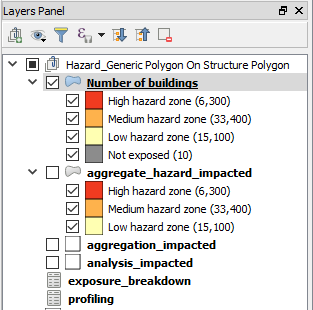 Layers Panel
Hazard_Generic Polygon On Structure Polygon
Number of buildings
High hazard zone (6,300)
Medium hazard zone (33,400)
Low hazard zone (15,100)
Not exposed (10)
aggregate_hazard_impacted
High hazard zone (6,300)
Medium hazard zone (33,400)
Low hazard zone (15,100)
aggregation_impacted
analysis_impacted
exposure_breakdown
profiling